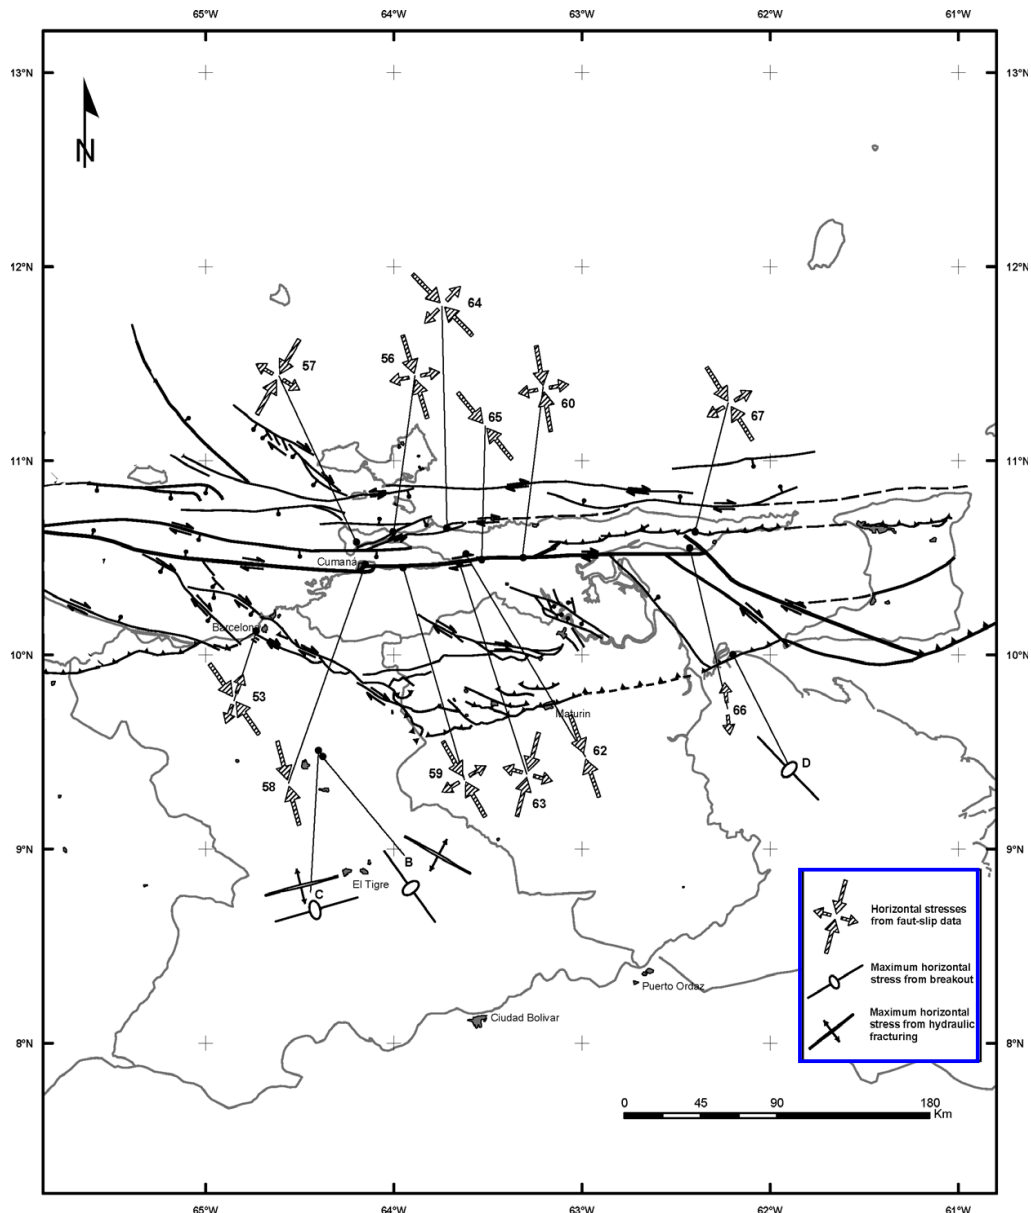 65°W 64°W 63°W 62°W 61°W
13°N 13°N
N
12°N 12°N
64
56
57
65
60
67
11°N 11°N
Cumaná
Barcelona
10°N 10°N
53
66
Maturin
62
58
59
63
D
9°N 9°N
B
C
El Tigre
Horizontal stresses
from faut-slip data
Maximum horizontal
stress from breakout
Maximum horizontal
stress from hydraulic
fracturing
Puerto Ordaz
Ciudad Bolivar
8°N 8°N
0 45 90 180
Km
65°W 64°W 63°W 62°W 61°W